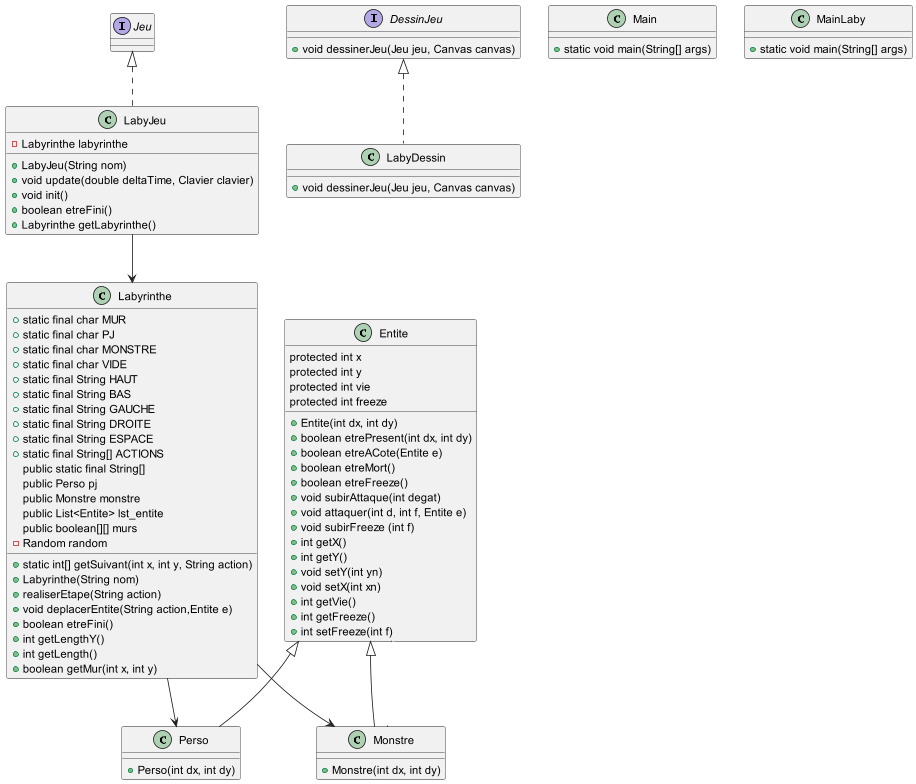 I Jeu
C LabyJeu
Labyrinthe labyrinthe
LabyJeu(String nom)
void update(double deltaTime, Clavier clavier)
void init()
boolean etreFini()
Labyrinthe getLabyrinthe()
I DessinJeu
void dessinerJeu(Jeu jeu, Canvas canvas)
C LabyDessin
void dessinerJeu(Jeu jeu, Canvas canvas)
C Main
static void main(String[] args)
C MainLaby
static void main(String[] args)
C Labyrinthe
static final char MUR
static final char PJ
static final char MONSTRE
static final char VIDE
static final String HAUT
static final String BAS
static final String GAUCHE
static final String DROITE
static final String ESPACE
static final String[] ACTIONS
public static final String[]
public Perso pj
public Monstre monstre
public List<Entite> lst_entite
public boolean[][] murs
Random random
static int[] getSuivant(int x, int y, String action)
Labyrinthe(String nom)
realiserEtape(String action)
void deplacerEntite(String action,Entite e)
boolean etreFini()
int getLengthY()
int getLength()
boolean getMur(int x, int y)
C Entite
protected int x
protected int y
protected int vie
protected int freeze
Entite(int dx, int dy)
boolean etrePresent(int dx, int dy)
boolean etreACote(Entite e)
boolean etreMort()
boolean etreFreeze()
void subirAttaque(int degat)
void attaquer(int d, int f, Entite e)
void subirFreeze (int f)
int getX()
int getY()
void setY(int yn)
void setX(int xn)
int getVie()
int getFreeze()
int setFreeze(int f)
C Perso
Perso(int dx, int dy)
C Monstre
Monstre(int dx, int dy)